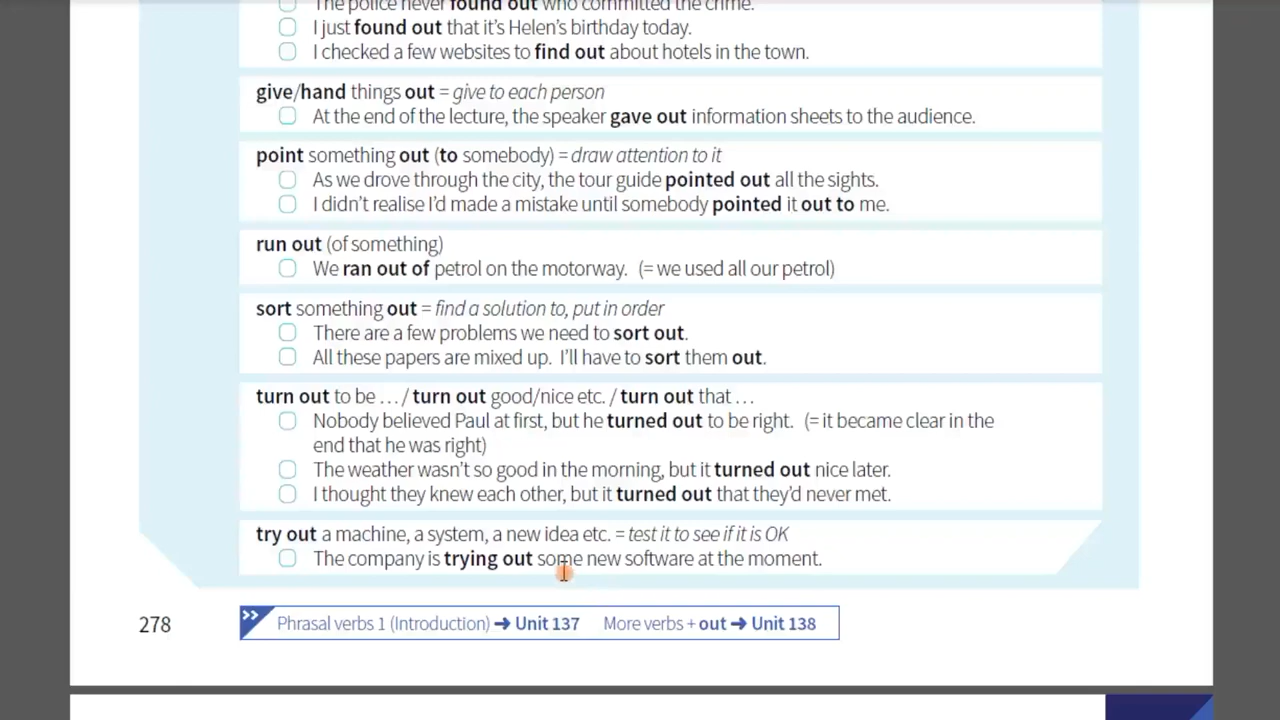 The police never found out who committed the crime.
I just found out that it's Helen's birthday today.
I checked a few websites to find out about hotels in the town.
give/hand things out = give to each person
At the end of the lecture, the speaker gave out information sheets to the audience.
point something out (to somebody) = draw attention to it
As we drove through the city, the tour guide pointed out all the sights.
I didn't realise I'd made a mistake until somebody pointed it out to me.
run out (of something)
We ran out of petrol on the motorway. (= we used all our petrol)
sort something out = find a solution to, put in order
There are a few problems we need to sort out.
All these papers are mixed up. I'll have to sort them out.
turn out to be … / turn out good/nice etc. / turn out that …
Nobody believed Paul at first, but he turned out to be right. (= it became clear in the
end that he was right)
The weather wasn't so good in the morning, but it turned out nice later.
I thought they knew each other, but it turned out that they'd never met.
try out a machine, a system, a new idea etc. = test it to see if it is OK
The company is trying out some new software at the moment.
278
Phrasal verbs 1 (Introduction) ➜ Unit 137 More verbs + out ➜ Unit 138